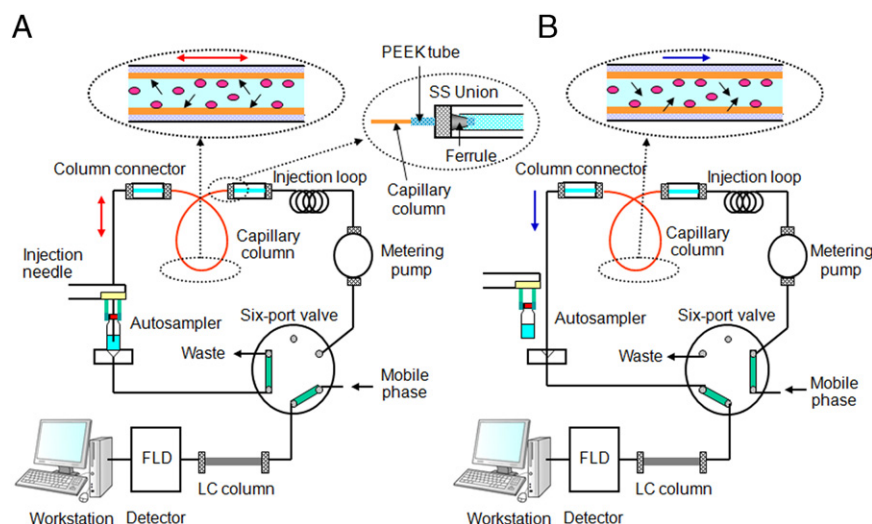 A
B
PEEK tube
SS Union
Ferrule
Capillary
column
Column connector
Injection loop
Injection
needle
Capillary
column
Metering
pump
Autosampler
Six-port valve
Waste
Mobile
phase
FLD
LC column
Workstation
Detector
Column connector
Injection loop
Capillary
column
Metering
pump
Autosampler
Six-port valve
Waste
Mobile
phase
FLD
LC column
Workstation
Detector